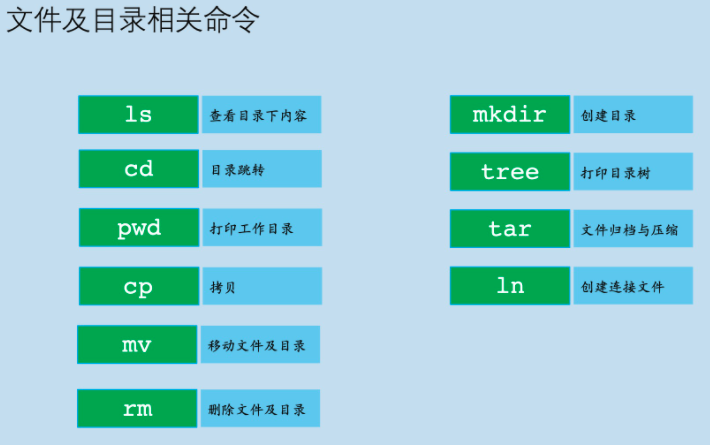 文件及目录相关命令
ls 查看目录下内容
cd 目录跳转
pwd 打印工作目录
cp 拷贝
mv 移动文件及目录
rm 删除文件及目录
mkdir 创建目录
tree 打印目录树
tar 文件归档与压缩
ln 创建连接文件